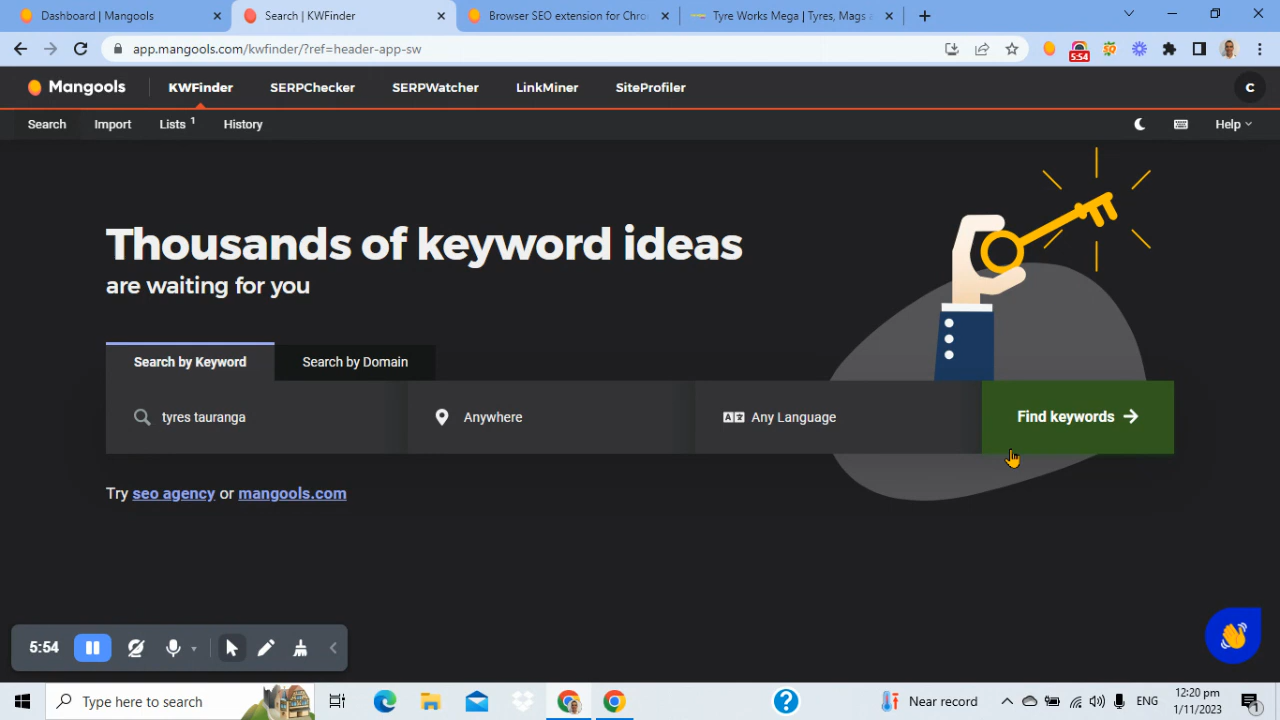 Dashboard | Mangools
Search | KWFinder
Browser SEO extension for Chro
Tyre Works Mega | Tyres, Mags a
app.mangools.com/kwfinder/?ref=header-app-sw
5:54
Mangools
KWFinder
SERPChecker
SERPWatcher
LinkMiner
SiteProfiler
C
Search
Import
Lists 1
History
Help
Thousands of keyword ideas
are waiting for you
Search by Keyword
Search by Domain
tyres tauranga
Anywhere
Any Language
Find keywords
Try seo agency or mangools.com
5:54
Type here to search
Near record
ENG
12:20 pm
1/11/2023